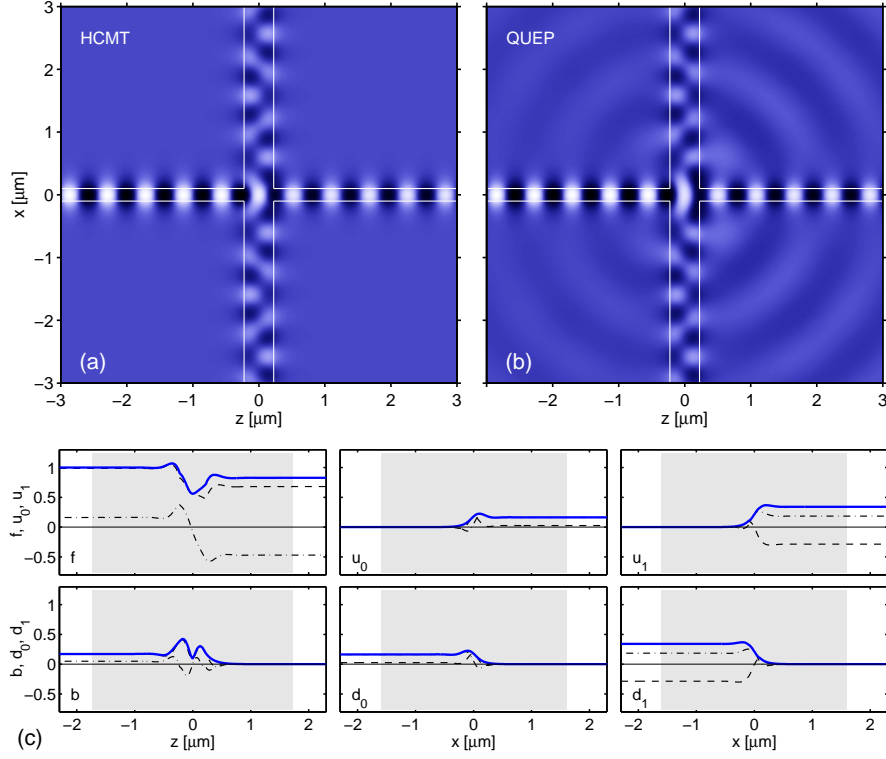 HCMT
QUEP
3
2
1
0
−1
−2
−3
x [μm]
(a)
(b)
−3 −2 −1 0 1 2 3
z [μm]
−3 −2 −1 0 1 2 3
z [μm]
1
0.5
0
−0.5
f, u0, u1
f
u0
u1
1
0.5
0
−0.5
b, d0, d1
b
d0
d1
−2 −1 0 1 2
z [μm]
−2 −1 0 1 2
x [μm]
−2 −1 0 1 2
x [μm]
(c)